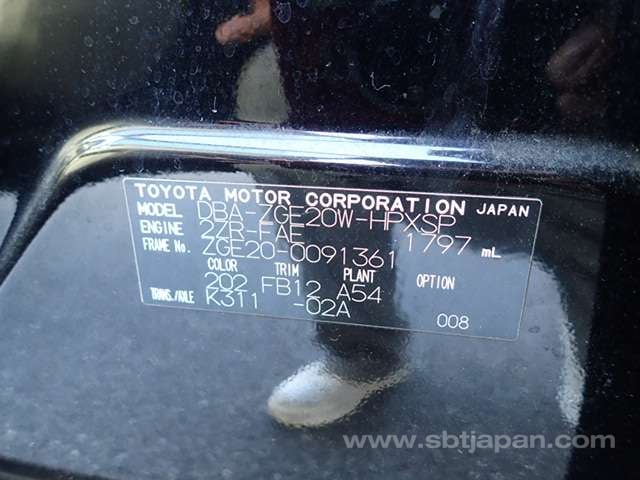 TOYOTA MOTOR CORPORATION JAPAN
MODEL DBA-ZGE20W-HPXSP
ENGINE 2ZR-FAE 1797 mL
FRAME No. ZGE20-0091361
COLOR TRIM PLANT OPTION
202 FB12 A54
TRANS./AXLE K311 -02A
008
www.sbtjapan.com